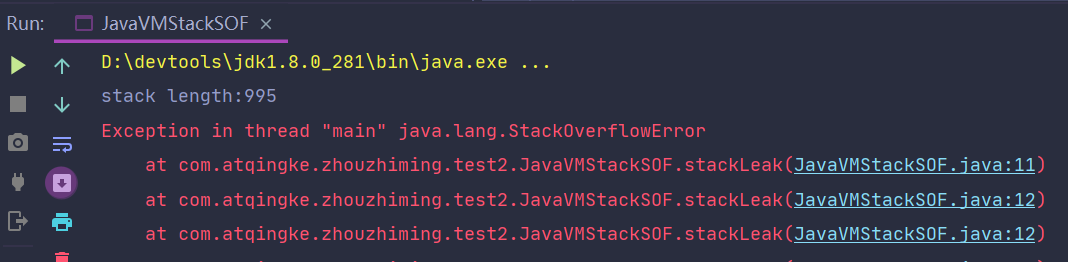 Run: JavaVMStackSOF ×
D:\devtools\jdk1.8.0_281\bin\java.exe ...
stack length:995
Exception in thread "main" java.lang.StackOverflowError
    at com.atqingke.zhouzhiming.test2.JavaVMStackSOF.stackLeak(JavaVMStackSOF.java:11)
    at com.atqingke.zhouzhiming.test2.JavaVMStackSOF.stackLeak(JavaVMStackSOF.java:12)
    at com.atqingke.zhouzhiming.test2.JavaVMStackSOF.stackLeak(JavaVMStackSOF.java:12)